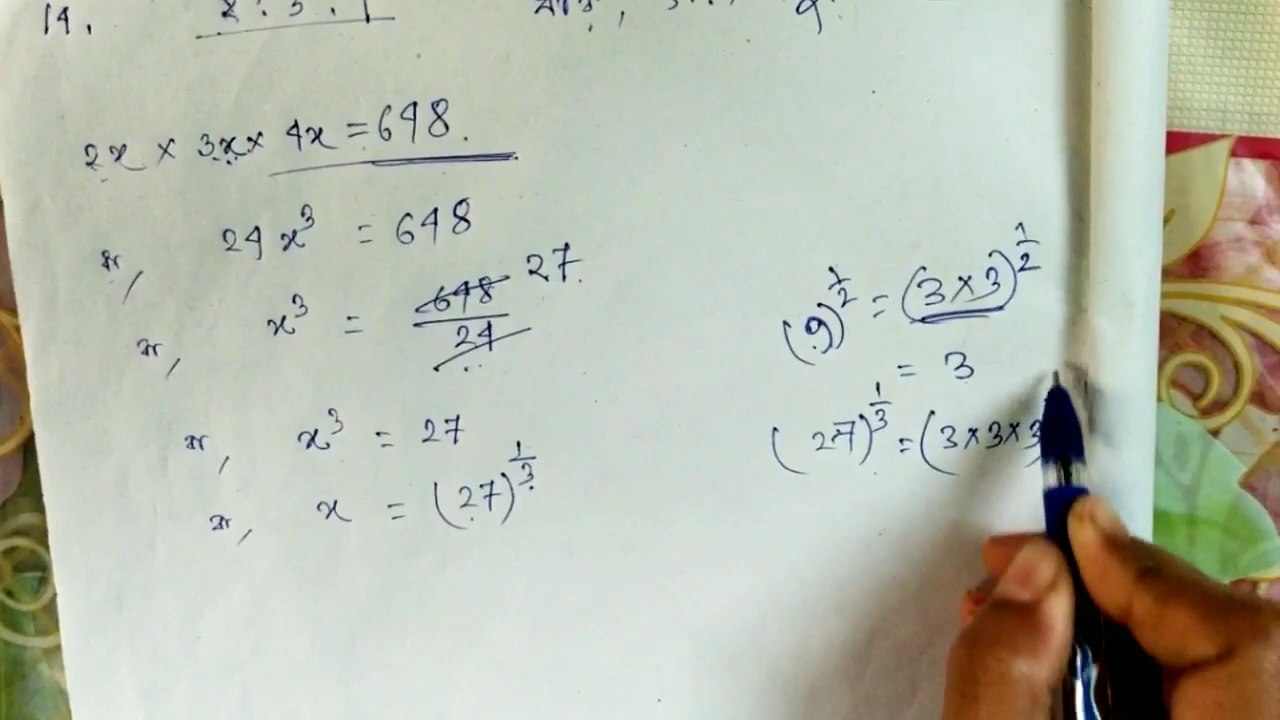 14.
2x × 3x × 4x = 648.
বা, 24x³ = 648
বা, x³ = 648/24 27
বা, x³ = 27
বা, x = (27)^(1/3)
(9)^(1/2) = (3×3)^(1/2)
= 3
(27)^(1/3) = (3×3×3)